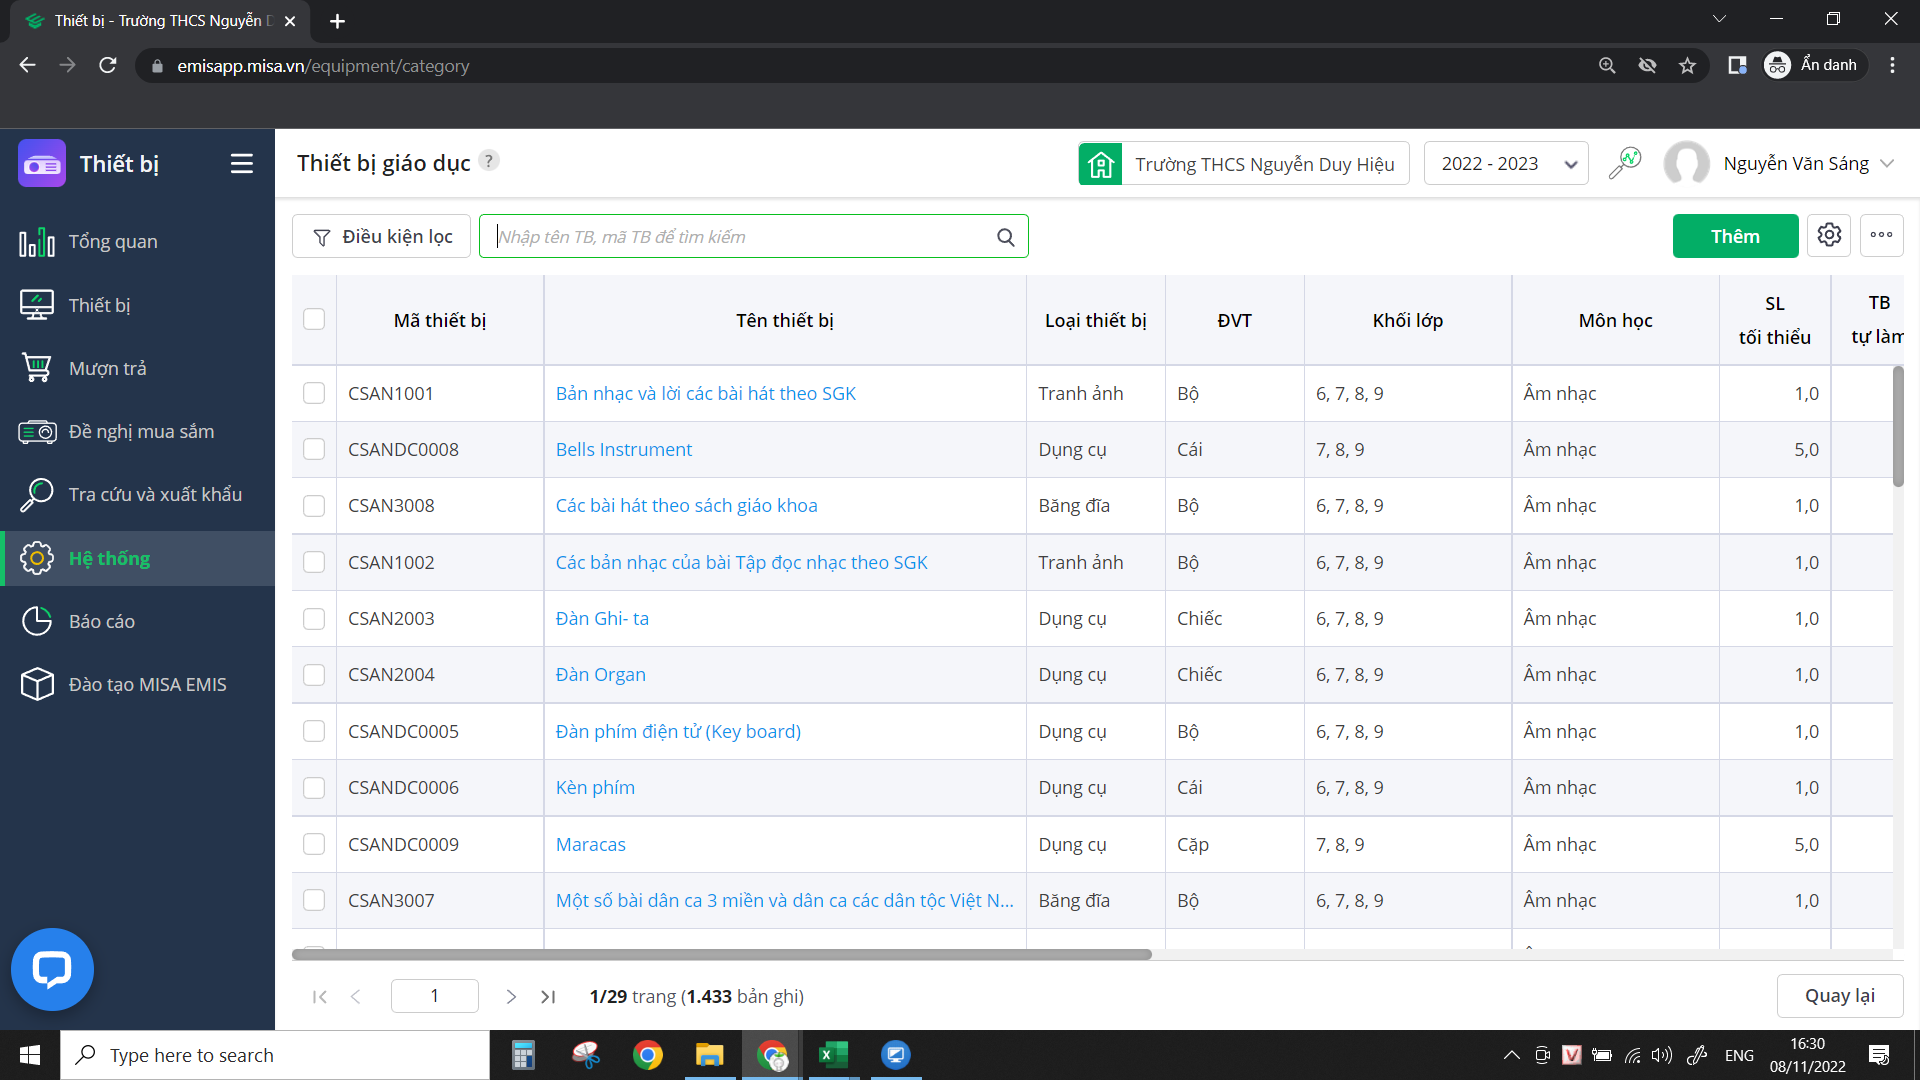 Thiết bị - Trường THCS Nguyễn D
emisapp.misa.vn/equipment/category
Ẩn danh
Thiết bị
Thiết bị giáo dục ?
Trường THCS Nguyễn Duy Hiệu
2022 - 2023
Nguyễn Văn Sáng
Tổng quan
Thiết bị
Mượn trả
Đề nghị mua sắm
Tra cứu và xuất khẩu
Hệ thống
Báo cáo
Đào tạo MISA EMIS
Điều kiện lọc
Nhập tên TB, mã TB để tìm kiếm
Thêm
Mã thiết bị Tên thiết bị Loại thiết bị ĐVT Khối lớp Môn học SL tối thiểu TB tự làm
CSAN1001 Bản nhạc và lời các bài hát theo SGK Tranh ảnh Bộ 6, 7, 8, 9 Âm nhạc 1,0
CSANDC0008 Bells Instrument Dụng cụ Cái 7, 8, 9 Âm nhạc 5,0
CSAN3008 Các bài hát theo sách giáo khoa Băng đĩa Bộ 6, 7, 8, 9 Âm nhạc 1,0
CSAN1002 Các bản nhạc của bài Tập đọc nhạc theo SGK Tranh ảnh Bộ 6, 7, 8, 9 Âm nhạc 1,0
CSAN2003 Đàn Ghi- ta Dụng cụ Chiếc 6, 7, 8, 9 Âm nhạc 1,0
CSAN2004 Đàn Organ Dụng cụ Chiếc 6, 7, 8, 9 Âm nhạc 1,0
CSANDC0005 Đàn phím điện tử (Key board) Dụng cụ Bộ 6, 7, 8, 9 Âm nhạc 1,0
CSANDC0006 Kèn phím Dụng cụ Cái 6, 7, 8, 9 Âm nhạc 1,0
CSANDC0009 Maracas Dụng cụ Cặp 7, 8, 9 Âm nhạc 5,0
CSAN3007 Một số bài dân ca 3 miền và dân ca các dân tộc Việt N... Băng đĩa Bộ 6, 7, 8, 9 Âm nhạc 1,0
1
1/29 trang (1.433 bản ghi)
Quay lại
Type here to search
ENG
16:30
08/11/2022